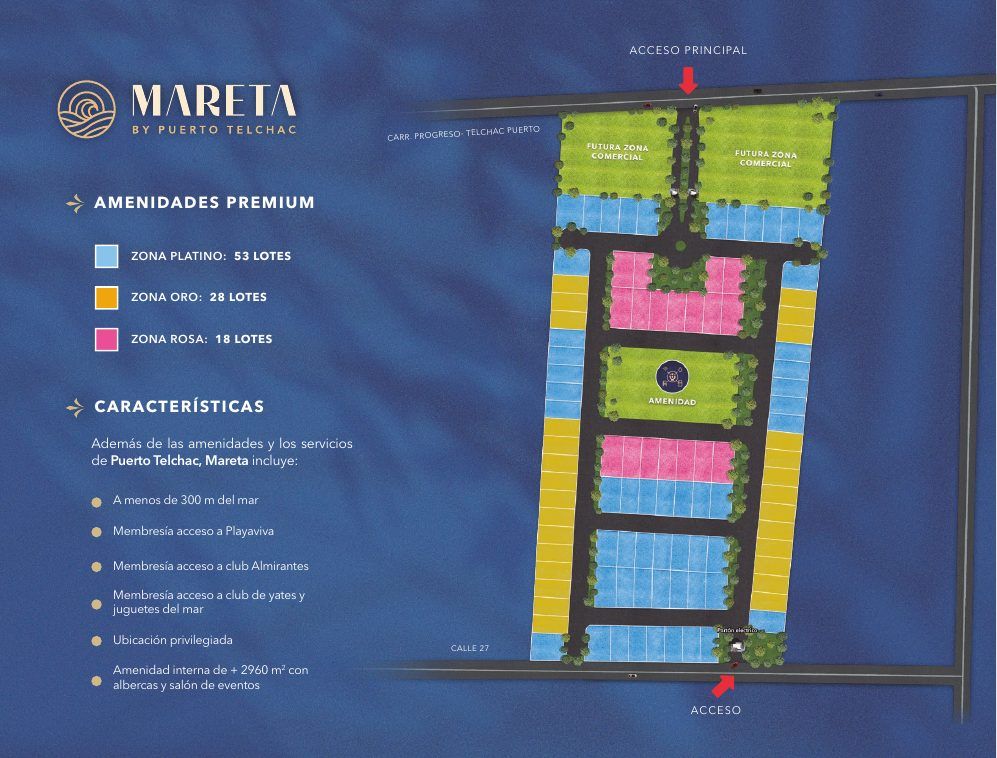 MARETA
BY PUERTO TELCHAC
ACCESO PRINCIPAL
CARR. PROGRESO- TELCHAC PUERTO
FUTURA ZONA
COMERCIAL
FUTURA ZONA
COMERCIAL
AMENIDADES PREMIUM
ZONA PLATINO: 53 LOTES
ZONA ORO: 28 LOTES
ZONA ROSA: 18 LOTES
AMENIDAD
CARACTERÍSTICAS
Además de las amenidades y los servicios
de Puerto Telchac, Mareta incluye:
A menos de 300 m del mar
Membresía acceso a Playaviva
Membresía acceso a club Almirantes
Membresía acceso a club de yates y
juguetes del mar
Ubicación privilegiada
Amenidad interna de + 2960 m² con
albercas y salón de eventos
Portón eléctrico
CALLE 27
ACCESO